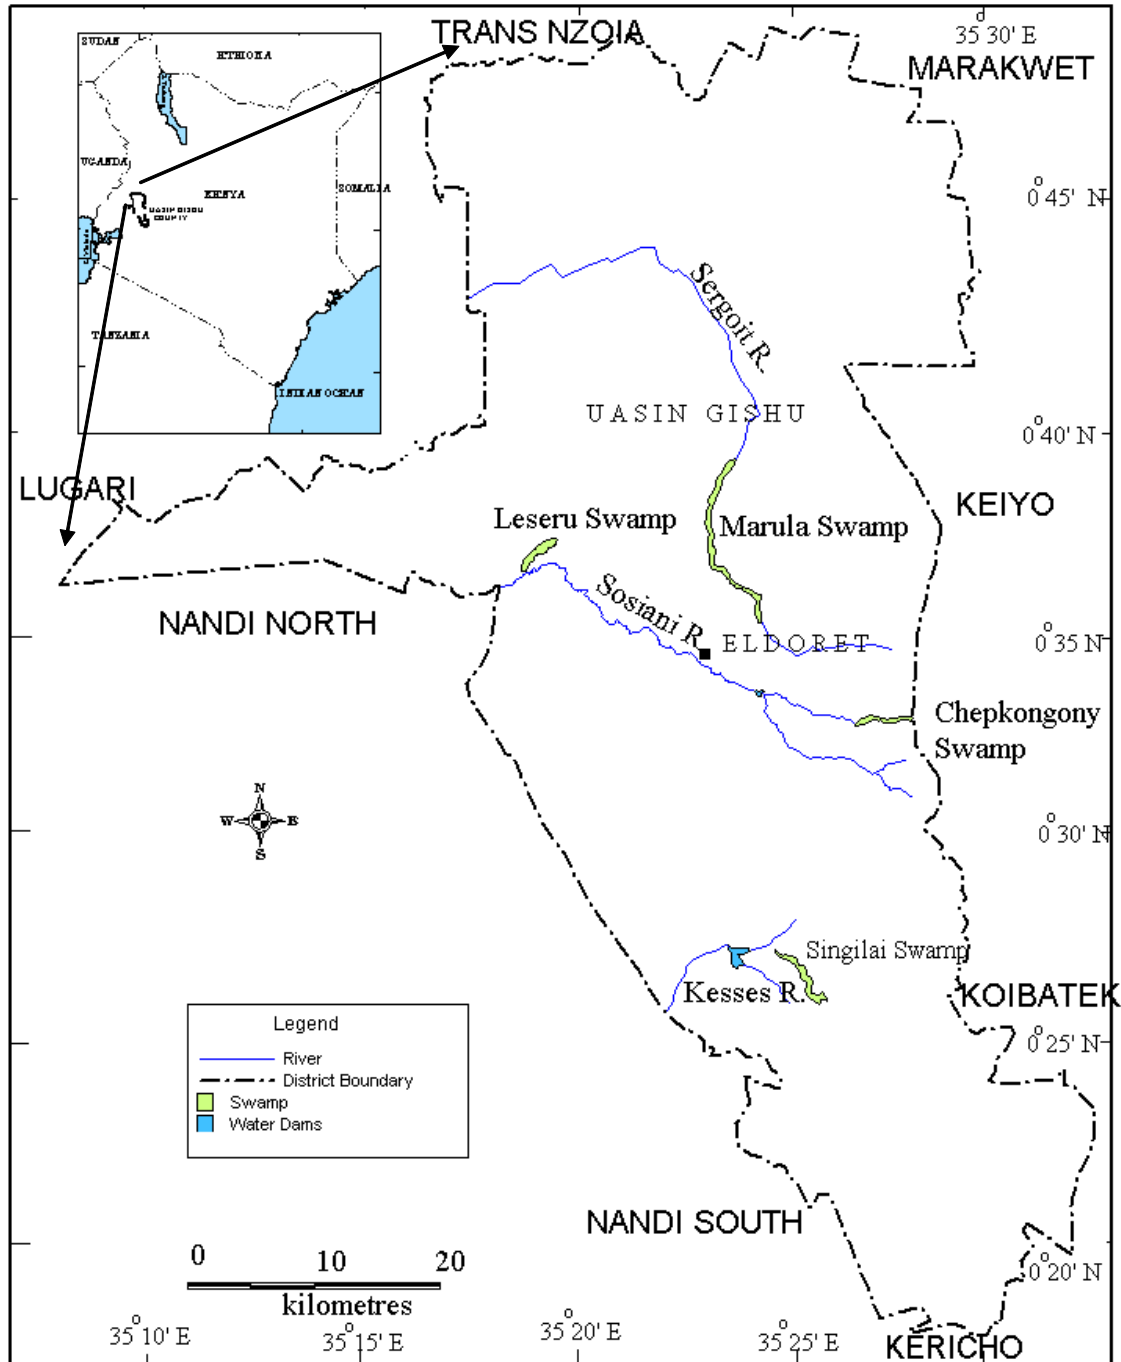 TRANS NZOIA
35° 30' E
MARAKWET
SUDAN
ETHIOPIA
UGANDA
KENYA
SOMALIA
UASIN GISHU
COUNTY
TANZANIA
0° 45' N
Sergoit R.
UASIN GISHU
0° 40' N
LUGARI
KEIYO
Leseru Swamp
Marula Swamp
Sosiani R.
NANDI NORTH
ELDORET
0° 35' N
Chepkongony
Swamp
N
W
E
S
0° 30' N
Singilai Swamp
Kesses R.
KOIBATEK
Legend
River
District Boundary
Swamp
Water Dams
0° 25' N
NANDI SOUTH
0 10 20
kilometres
0° 20' N
35° 10' E
35° 15' E
35° 20' E
35° 25' E
KERICHO